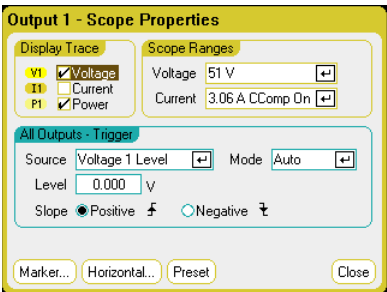 Output 1 - Scope Properties
Display Trace
V1 Voltage
I1 Current
P1 Power
Scope Ranges
Voltage 51 V
Current 3.06 A CComp On
All Outputs - Trigger
Source Voltage 1 Level Mode Auto
Level 0.000 V
Slope Positive Negative
Marker... Horizontal... Preset Close